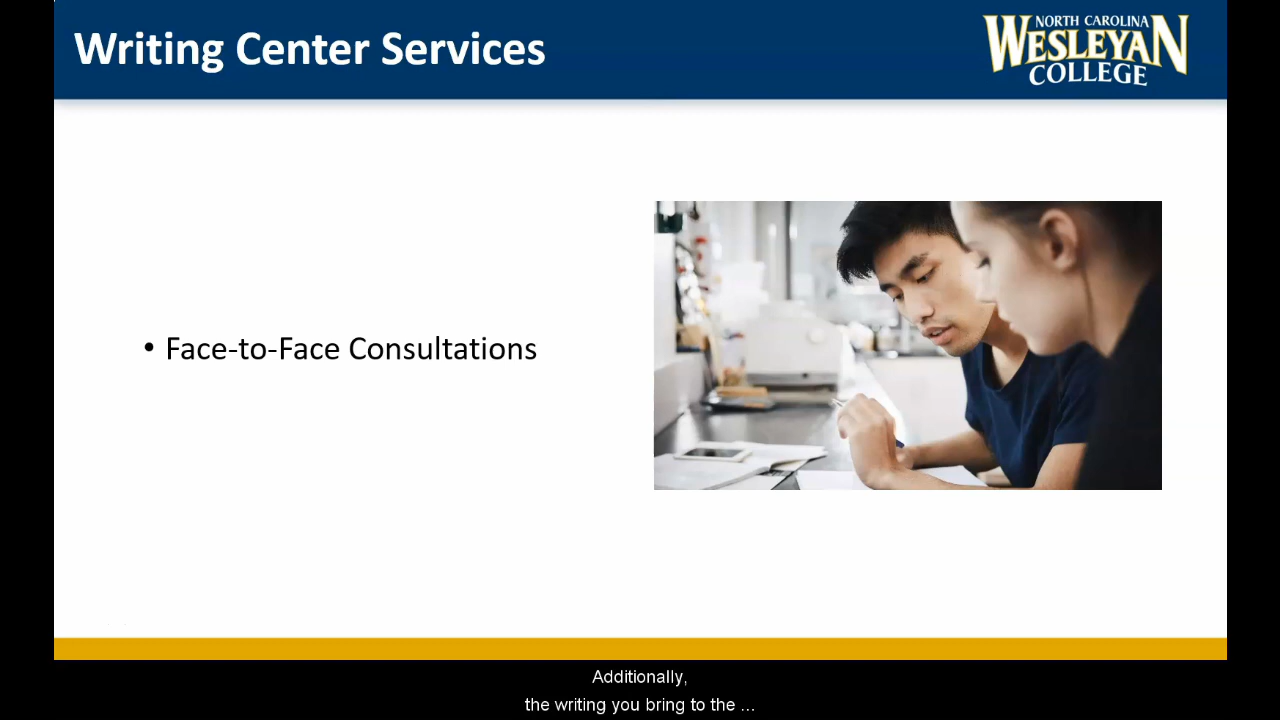 Writing Center Services
NORTH CAROLINA
WESLEYAN
COLLEGE
• Face-to-Face Consultations
Additionally,
the writing you bring to the ...